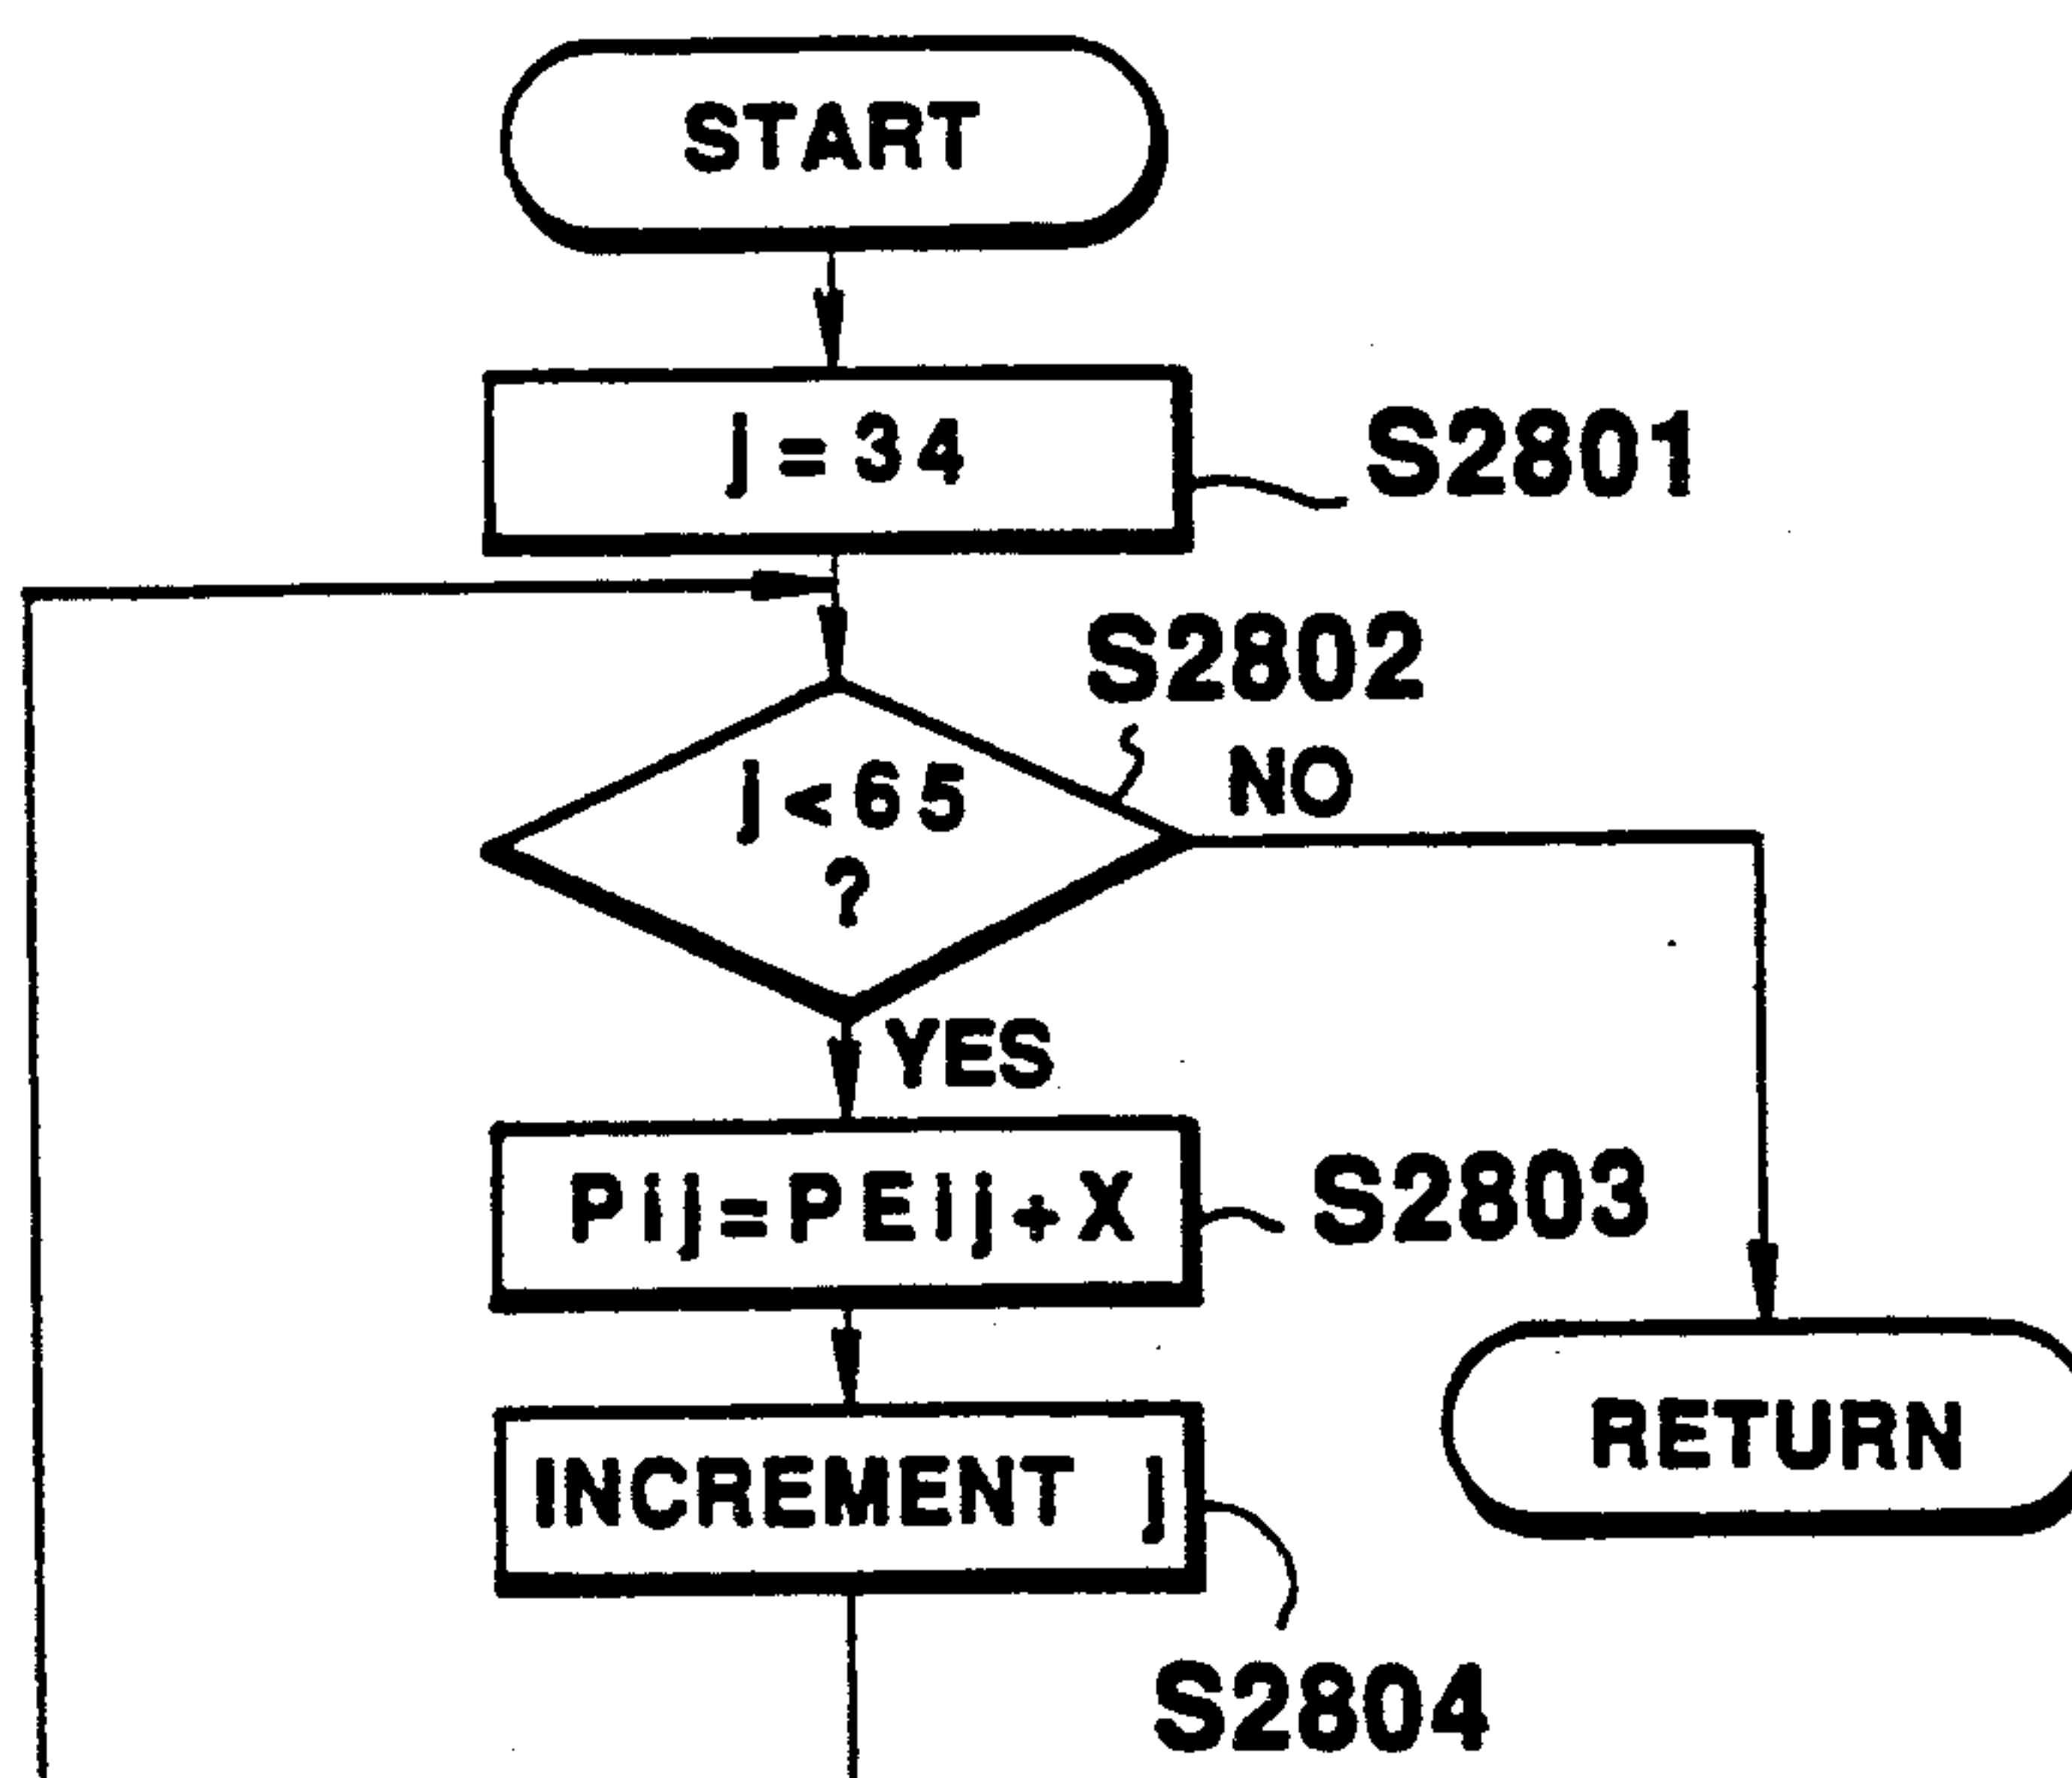 START
j = 34
S2801
S2802
j < 65
?
NO
YES
Pij = PEij + X
S2803
INCREMENT j
RETURN
S2804